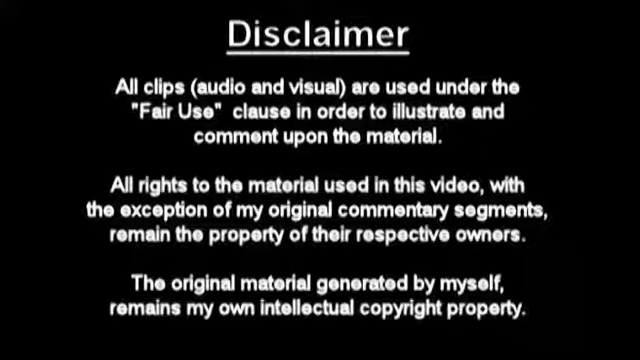 Disclaimer
All clips (audio and visual) are used under the
"Fair Use" clause in order to illustrate and
comment upon the material.
All rights to the material used in this video, with
the exception of my original commentary segments,
remain the property of their respective owners.
The original material generated by myself,
remains my own intellectual copyright property.